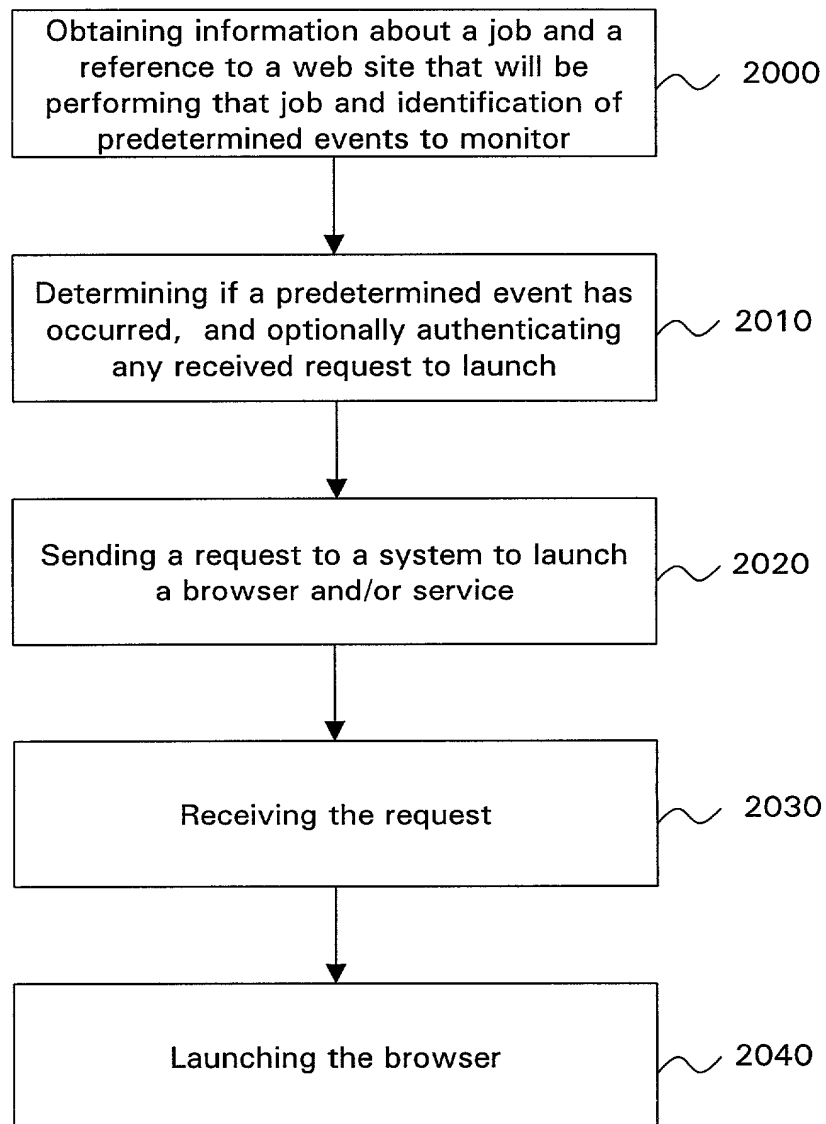 Obtaining information about a job and a
reference to a web site that will be
performing that job and identification of
predetermined events to monitor
2000
Determining if a predetermined event has
occurred, and optionally authenticating
any received request to launch
2010
Sending a request to a system to launch
a browser and/or service
2020
Receiving the request
2030
Launching the browser
2040